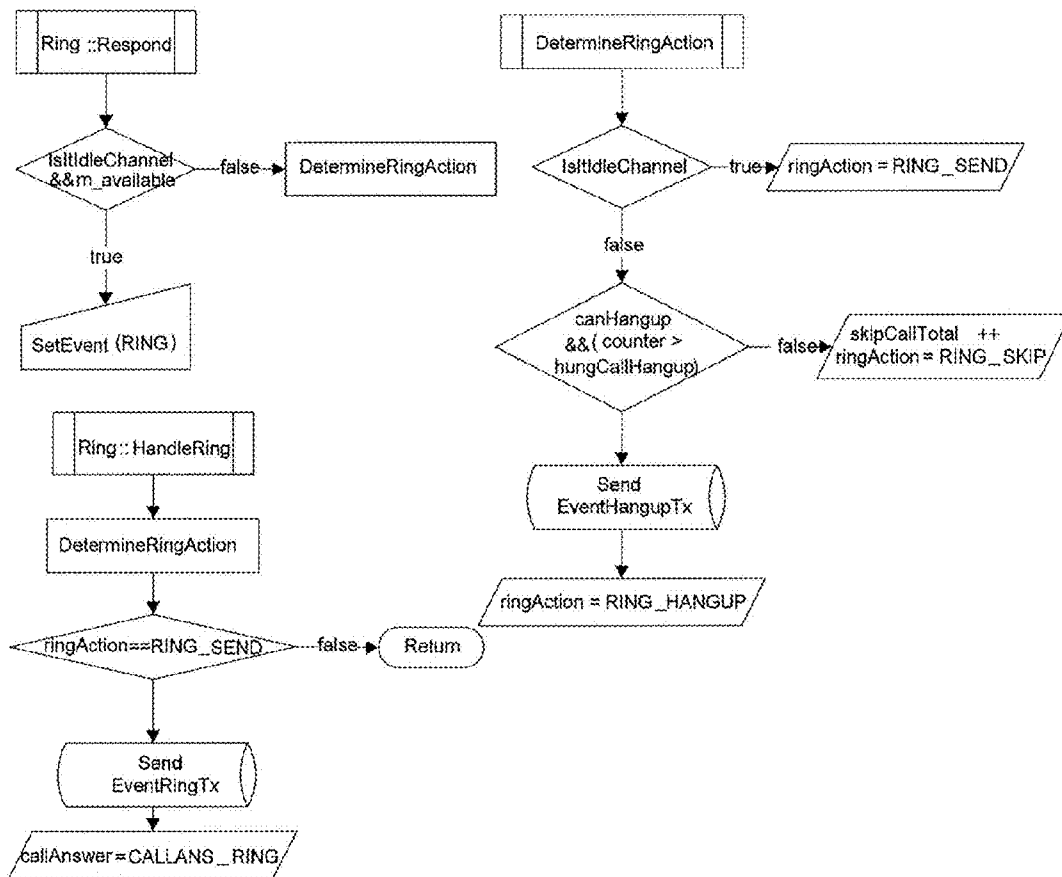 Ring ::Respond
IsItIdleChannel
&&m_available
false
DetermineRingAction
true
SetEvent (RING)
DetermineRingAction
IsItIdleChannel
true
ringAction = RING_SEND
false
canHangup
&&( counter >
hungCallHangup)
false
skipCallTotal ++
ringAction = RING_SKIP
Send
EventHangupTx
ringAction = RING_HANGUP
Ring :: HandleRing
DetermineRingAction
ringAction==RING_SEND
false
Return
Send
EventRingTx
callAnswer=CALLANS_RING